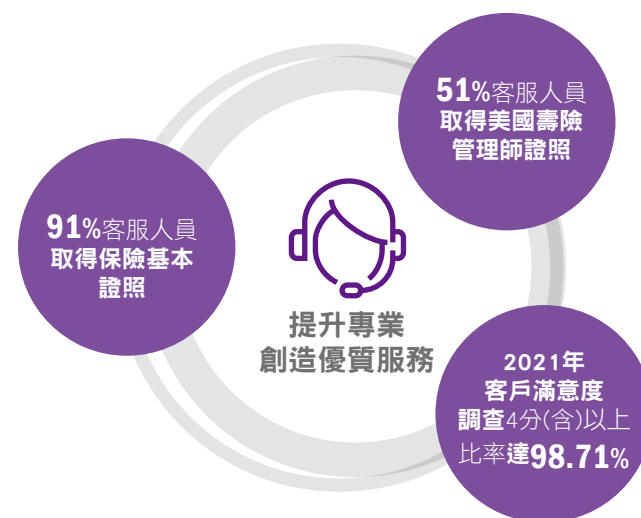 51%客服人員
取得美國壽險
管理師證照
91%客服人員
取得保險基本
證照
提升專業
創造優質服務
2021年
客戶滿意度
調查4分(含)以上
比率達98.71%